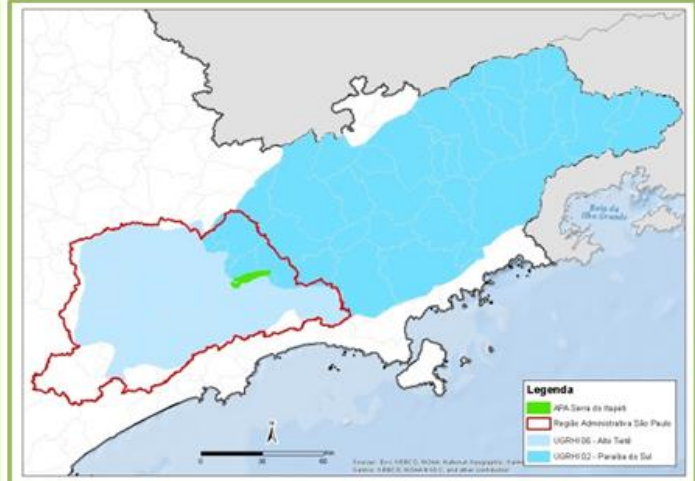 Baía da
Ilha Grande
Legenda
APA Serra do Itapeti
Região Administrativa São Paulo
UGRHI 06 - Alto Tietê
UGRHI 02 - Paraíba do Sul
0 30 60